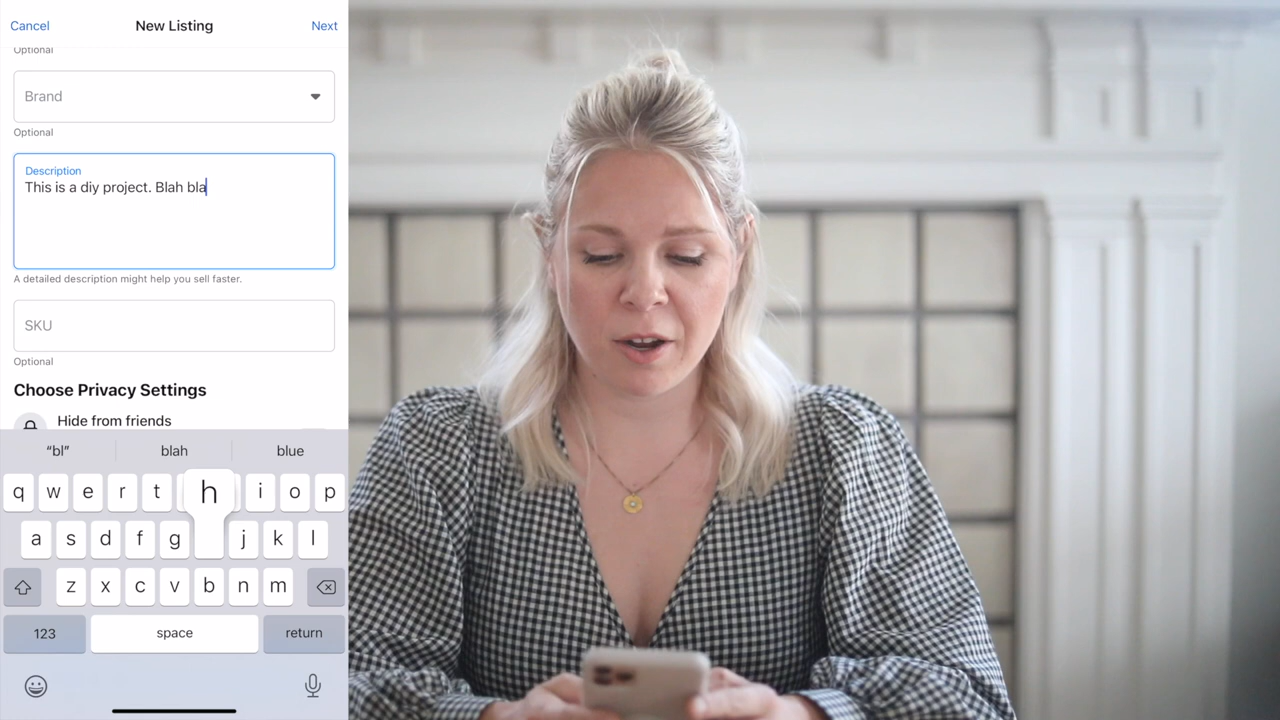 Cancel New Listing Next
Optional
Brand
Optional
Description
This is a diy project. Blah bla
A detailed description might help you sell faster.
SKU
Optional
Choose Privacy Settings
Hide from friends
“bl” blah blue
q w e r t h i o p
a s d f g j k l
z x c v b n m
123 space return